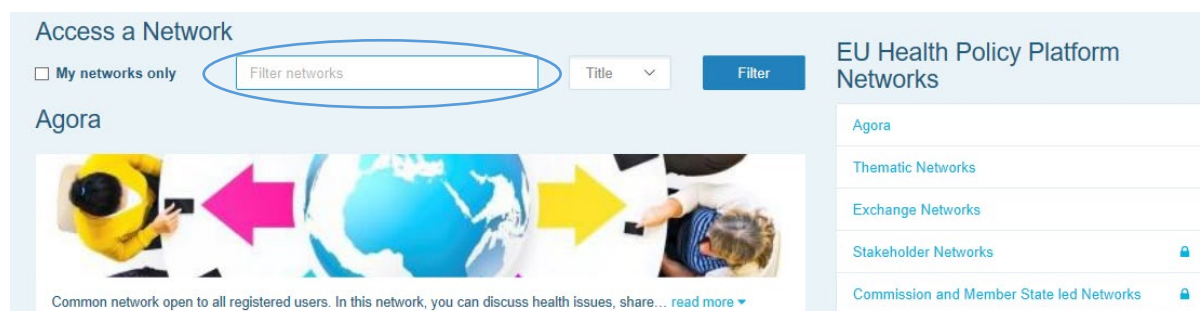 Access a Network
My networks only
Filter networks
Title
Filter
Agora
Common network open to all registered users. In this network, you can discuss health issues, share… read more
EU Health Policy Platform
Networks
Agora
Thematic Networks
Exchange Networks
Stakeholder Networks
Commission and Member State led Networks